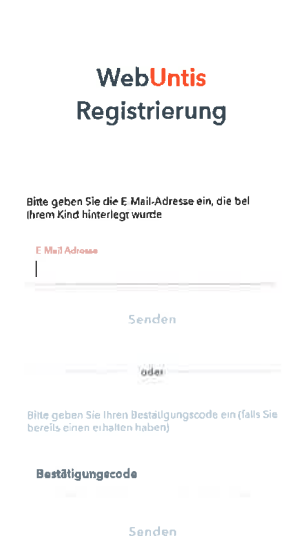 WebUntis
Registrierung
Bitte geben Sie die E-Mail-Adresse ein, die bei
Ihrem Kind hinterlegt wurde
E-Mail Adresse
Senden
oder
Bitte geben Sie Ihren Bestätigungscode ein (falls Sie
bereits einen erhalten haben)
Bestätigungscode
Senden